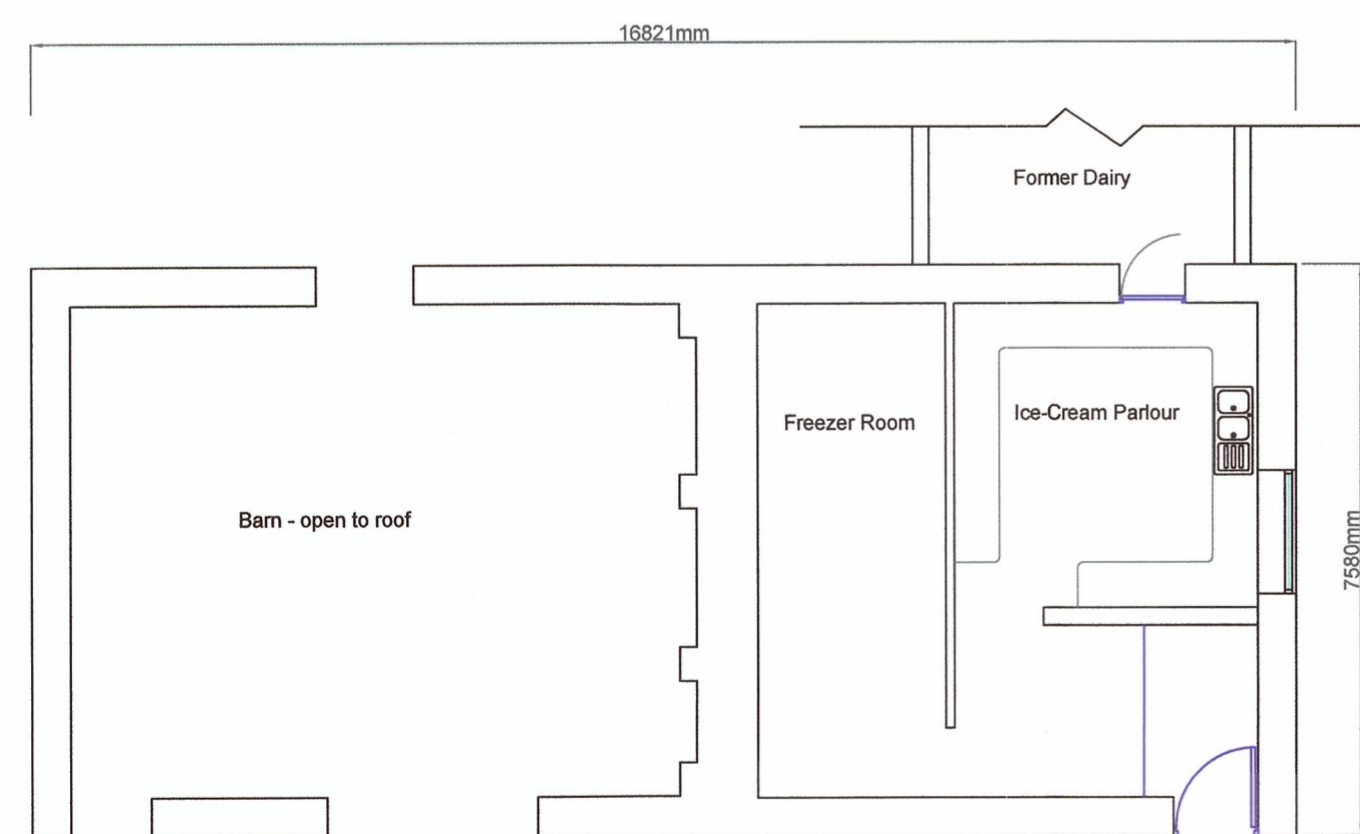 16821mm
Former Dairy
Ice-Cream Parlour
Freezer Room
Barn - open to roof
7580mm